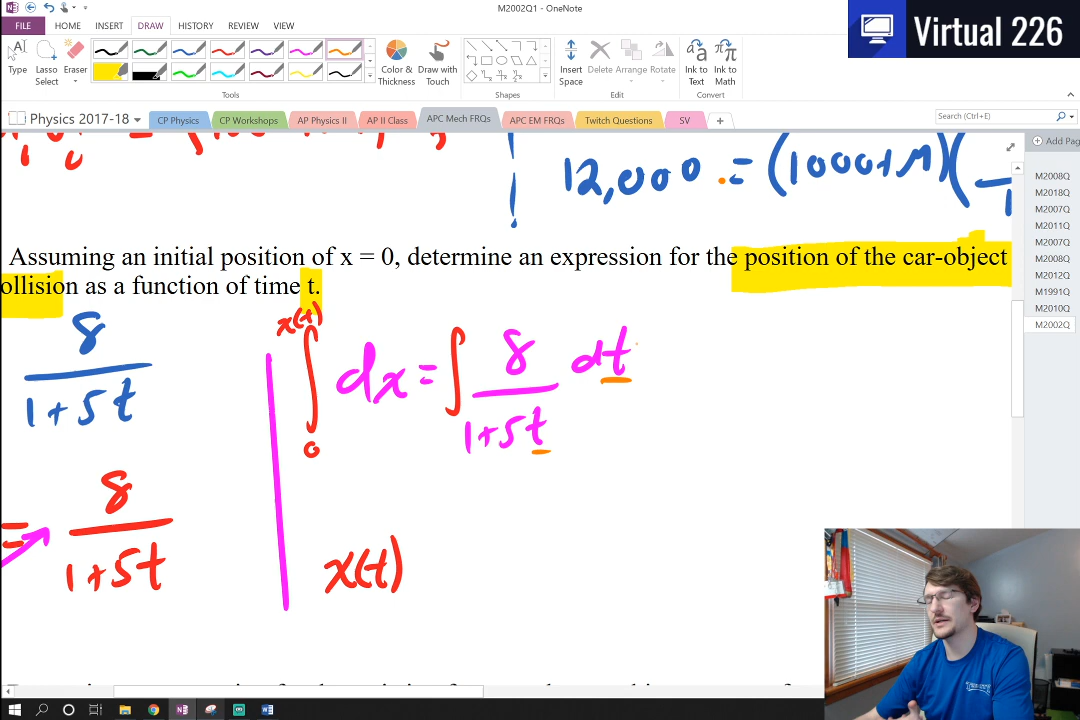 M2002Q1 - OneNote
FILE HOME INSERT DRAW HISTORY REVIEW VIEW
Virtual 226
Type Lasso Select Eraser Color & Thickness Draw with Touch Insert Space Delete Arrange Rotate Ink to Text Ink to Math
Tools Shapes Edit Convert
Physics 2017-18 CP Physics CP Workshops AP Physics II AP II Class APC Mech FRQs APC EM FRQs Twitch Questions SV + Search (Ctrl+E)
Add Pag
M2008Q
M2018Q
M2007Q
M2011Q
M2007Q
M2008Q
M2012Q
M1991Q
M2010Q
M2002Q
12,000 = (1000+M)(
Assuming an initial position of x = 0, determine an expression for the position of the car-object
ollision as a function of time t.
8
1+5t
x(t)
∫ dx = ∫ 8 dt
0
1+5t
= 8
1+5t
x(t)